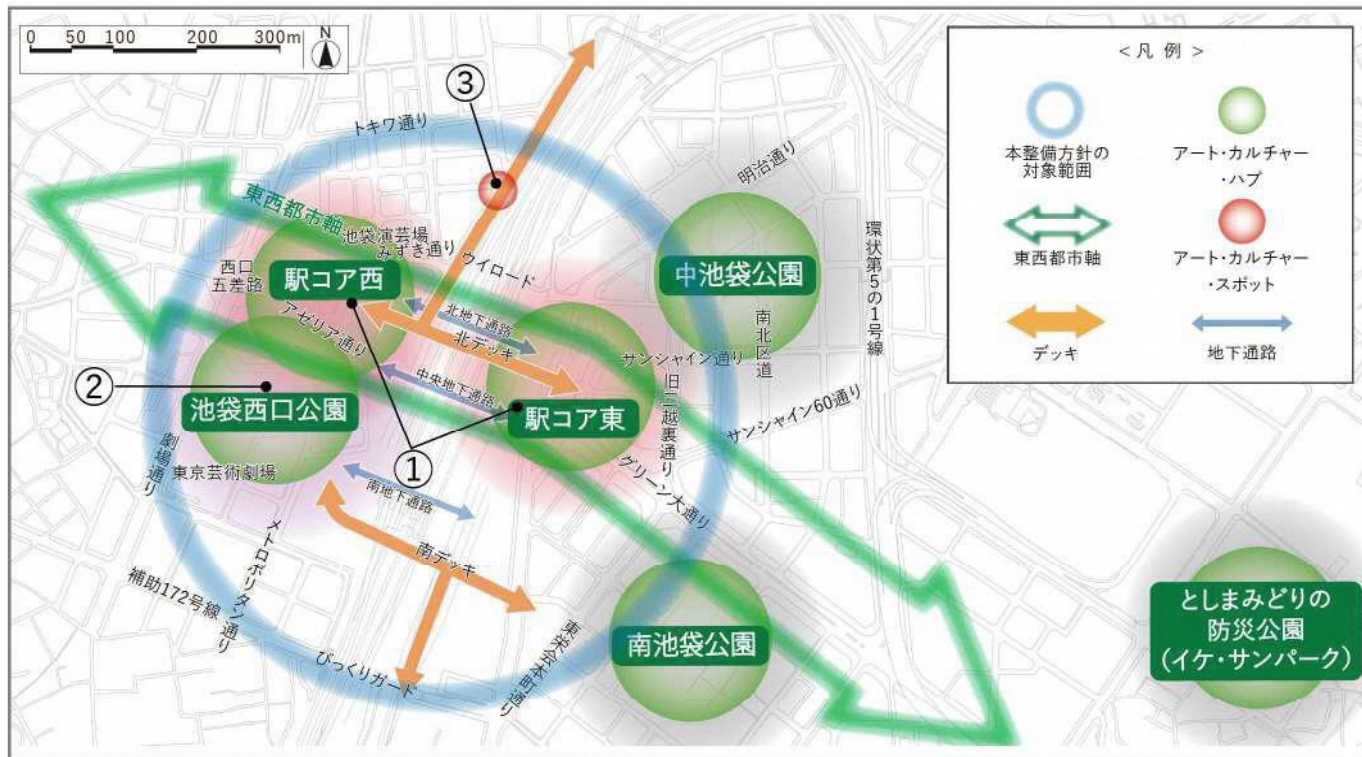 0 50 100 200 300m
N
③
トキワ通り
明治通り
東西都市軸
池袋演芸場
みずき通り
ウイロード
環状第5の1号線
西口
五差路
駅コア西
中池袋公園
アゼリア通り
北地下通路
北デッキ
南北区道
サンシャイン通り
中央地下通路
②
池袋西口公園
駅コア東
旧三越裏通り
サンシャイン60通り
①
劇場通り
東京芸術劇場
南地下通路
グリーン大通り
メトロポリタン通り
南デッキ
補助172号線
びっくりガード
東栄会本町通り
南池袋公園
としまみどりの
防災公園
(イケ・サンパーク)
<凡 例>
本整備方針の
対象範囲
アート・カルチャー
・ハブ
東西都市軸
アート・カルチャー
・スポット
デッキ
地下通路